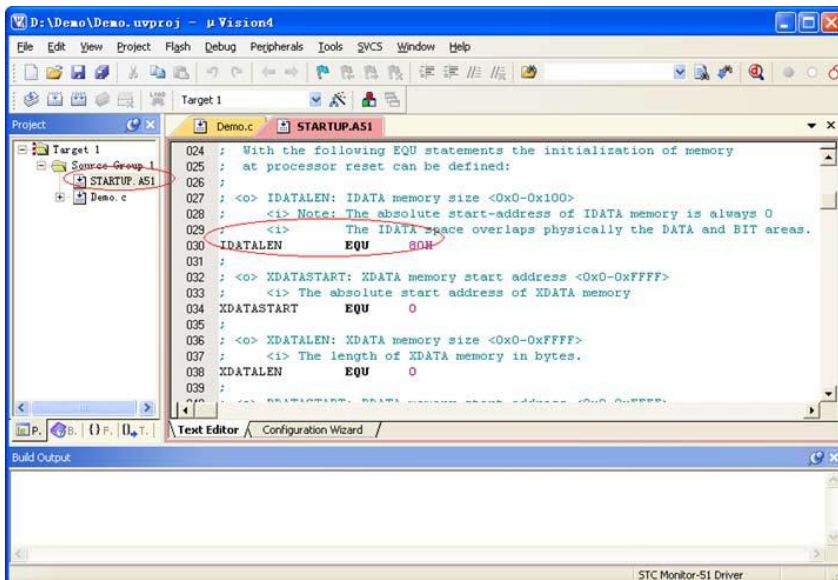 D:\Demo\Demo.uvproj - µVision4
File Edit View Project Flash Debug Peripherals Tools SVCS Window Help
Target 1
Project
Demo.c STARTUP.A51
Target 1
Source Group 1
STARTUP.A51
Demo.c
024 ; With the following EQU statements the initialization of memory
025 ; at processor reset can be defined:
026 ;
027 ; <o> IDATALEN: IDATA memory size <0x0-0x100>
028 ; <i> Note: The absolute start-address of IDATA memory is always 0
029 ; <i> The IDATA space overlaps physically the DATA and BIT areas.
030 IDATALEN EQU 80H
031 ;
032 ; <o> XDATASTART: XDATA memory start address <0x0-0xFFFF>
033 ; <i> The absolute start address of XDATA memory
034 XDATASTART EQU 0
035 ;
036 ; <o> XDATALEN: XDATA memory size <0x0-0xFFFF>
037 ; <i> The length of XDATA memory in bytes.
038 XDATALEN EQU 0
039 ;
P. B. {} F. 0 T.
Text Editor Configuration Wizard
Build Output
STC Monitor-51 Driver